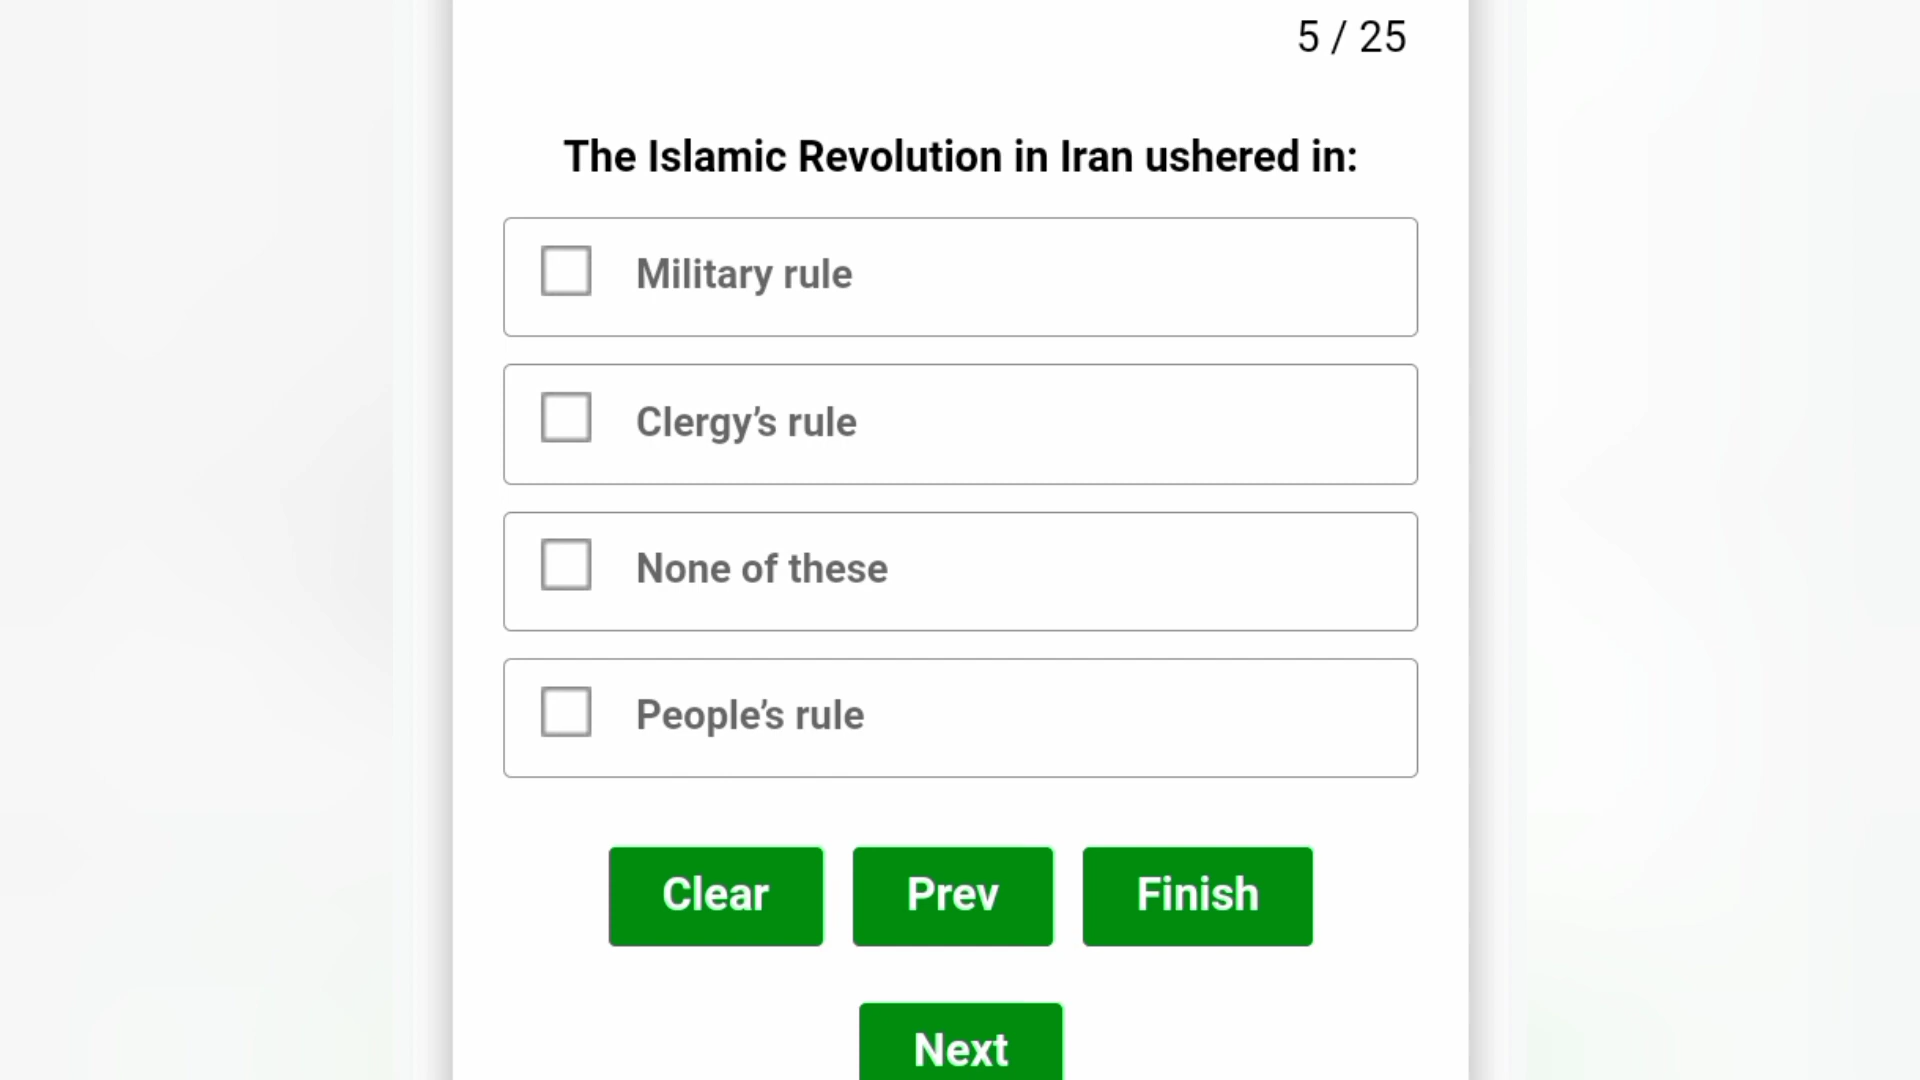 5 / 25
The Islamic Revolution in Iran ushered in:
Military rule
Clergy’s rule
None of these
People’s rule
Clear Prev Finish
Next